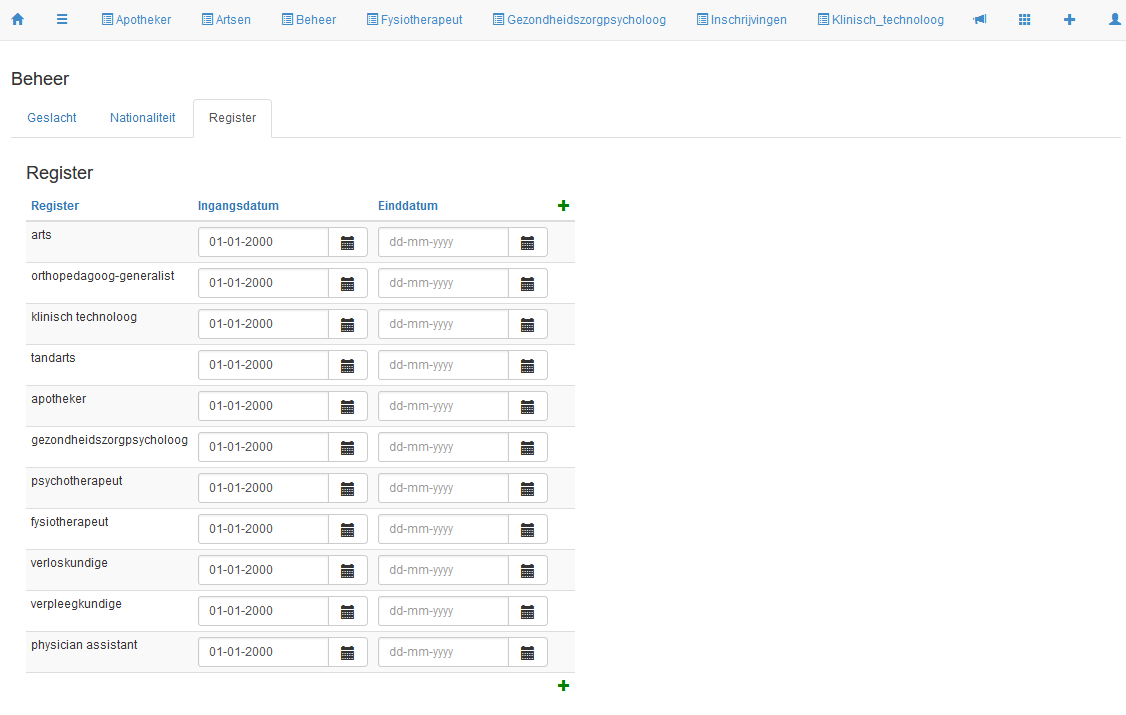 Apotheker Artsen Beheer Fysiotherapeut Gezondheidszorgpsycholoog Inschrijvingen Klinisch_technoloog
Beheer
Geslacht Nationaliteit Register
Register
Register Ingangsdatum Einddatum
arts 01-01-2000 dd-mm-yyyy
orthopedagoog-generalist 01-01-2000 dd-mm-yyyy
klinisch technoloog 01-01-2000 dd-mm-yyyy
tandarts 01-01-2000 dd-mm-yyyy
apotheker 01-01-2000 dd-mm-yyyy
gezondheidszorgpsycholoog 01-01-2000 dd-mm-yyyy
psychotherapeut 01-01-2000 dd-mm-yyyy
fysiotherapeut 01-01-2000 dd-mm-yyyy
verloskundige 01-01-2000 dd-mm-yyyy
verpleegkundige 01-01-2000 dd-mm-yyyy
physician assistant 01-01-2000 dd-mm-yyyy